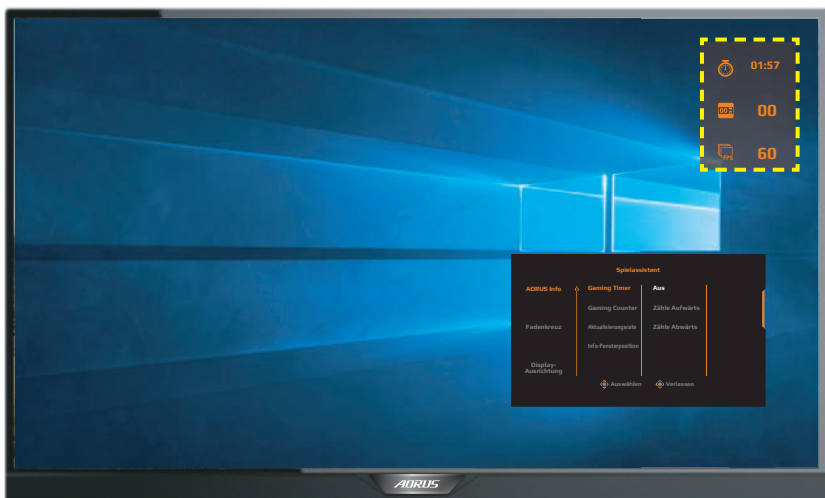 01:57
00
60
FPS
Spielassistent
AORUS Info
Gaming Timer
Aus
Gaming Counter
Zähle Aufwärts
Fadenkreuz
Aktualisierungsrate
Zähle Abwärts
Info-Fensterposition
Display-
Ausrichtung
Auswählen
Verlassen
AORUS